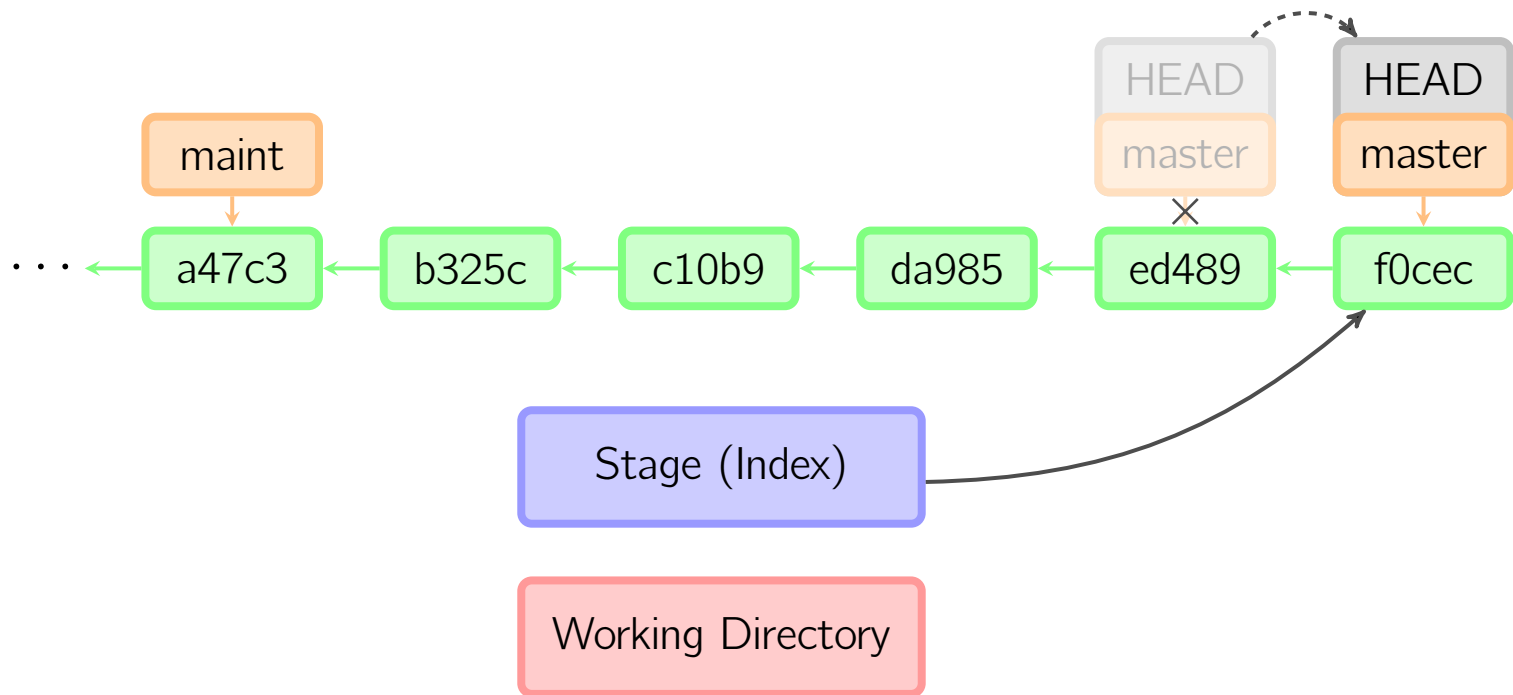 HEAD HEAD
maint master master
... a47c3 b325c c10b9 da985 ed489 f0cec
Stage (Index)
Working Directory